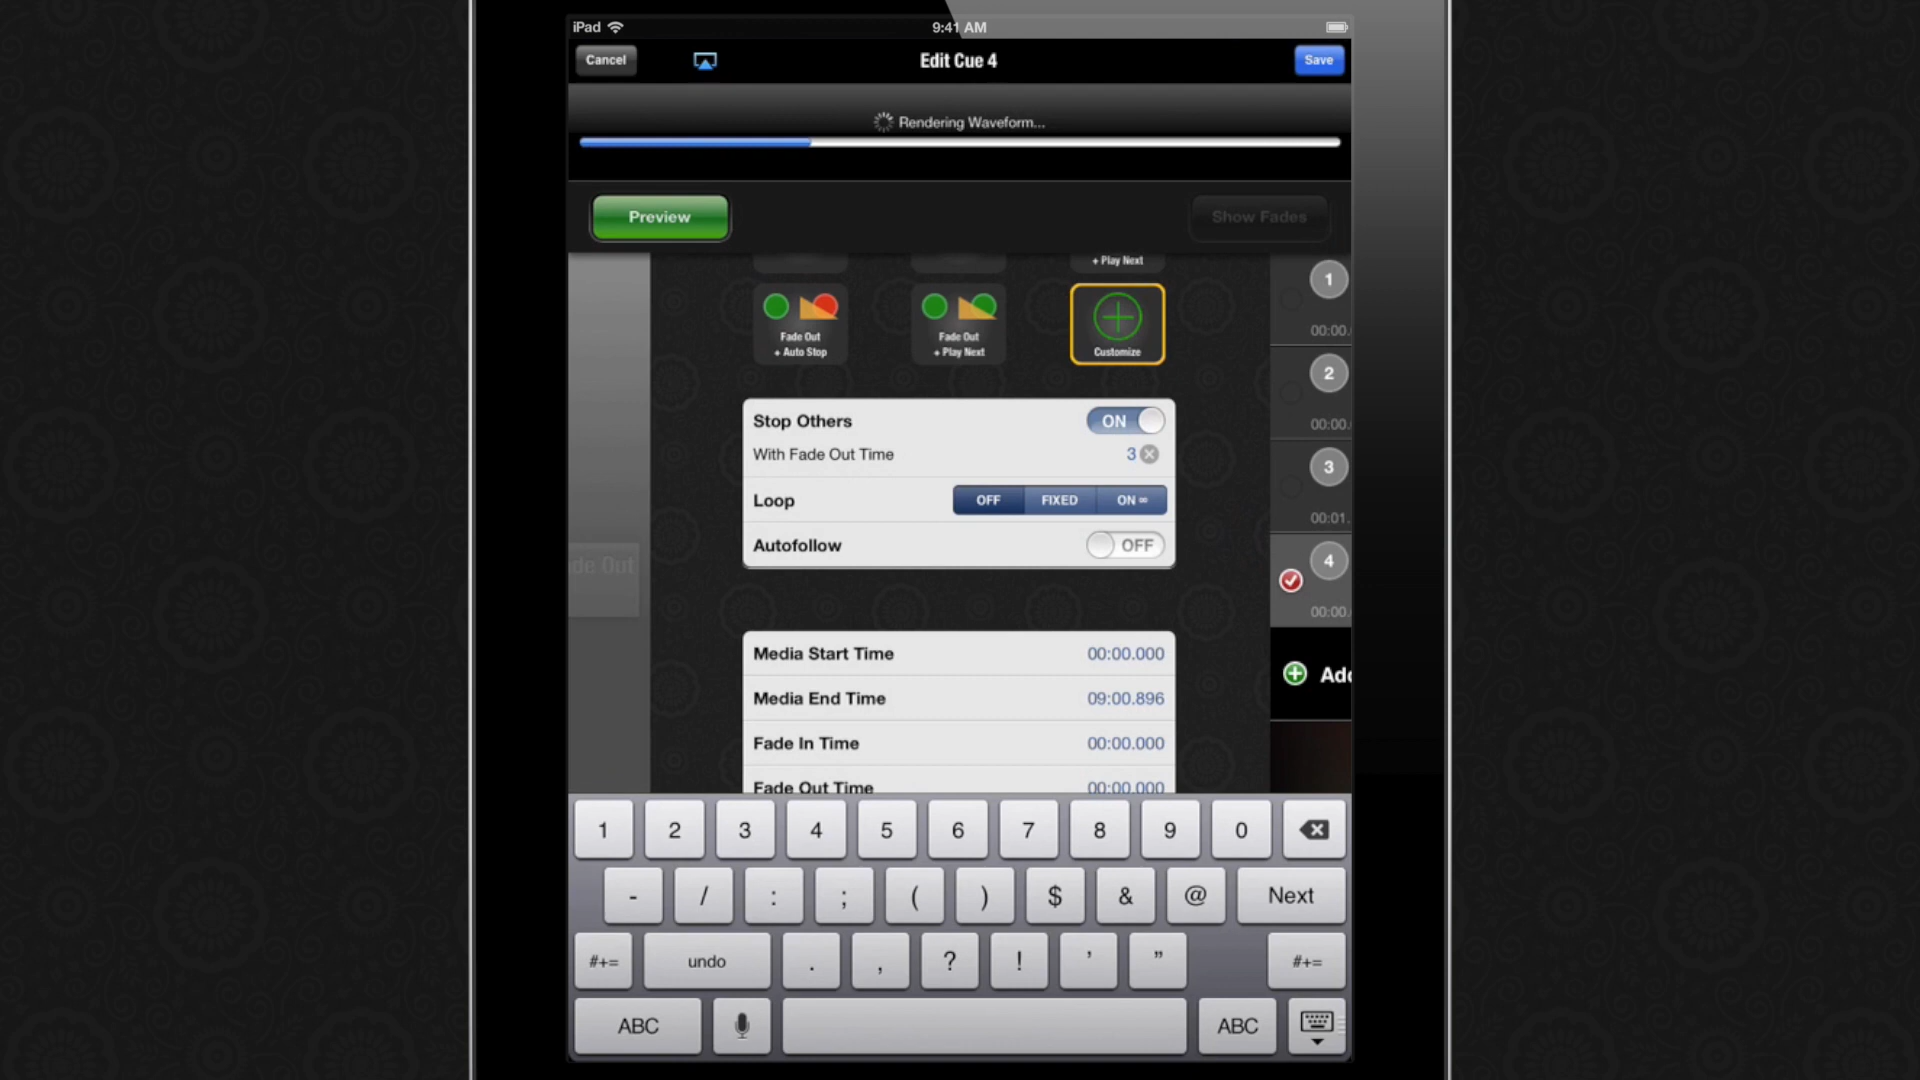 iPad 9:41 AM
Cancel Edit Cue 4 Save
Rendering Waveform...
Preview Show Fades
+ Play Next
Fade Out
+ Auto Stop
Fade Out
+ Play Next
Customize
Stop Others ON
With Fade Out Time 3
Loop OFF FIXED ON ∞
Autofollow OFF
Media Start Time 00:00.000
Media End Time 09:00.896
Fade In Time 00:00.000
Fade Out Time 00:00.000
de Out
1
00:00.
2
00:00.
3
00:01.
4
00:00.
Add
1 2 3 4 5 6 7 8 9 0
- / : ; ( ) $ & @ Next
#+= undo . , ? ! ’ ” #+=
ABC ABC